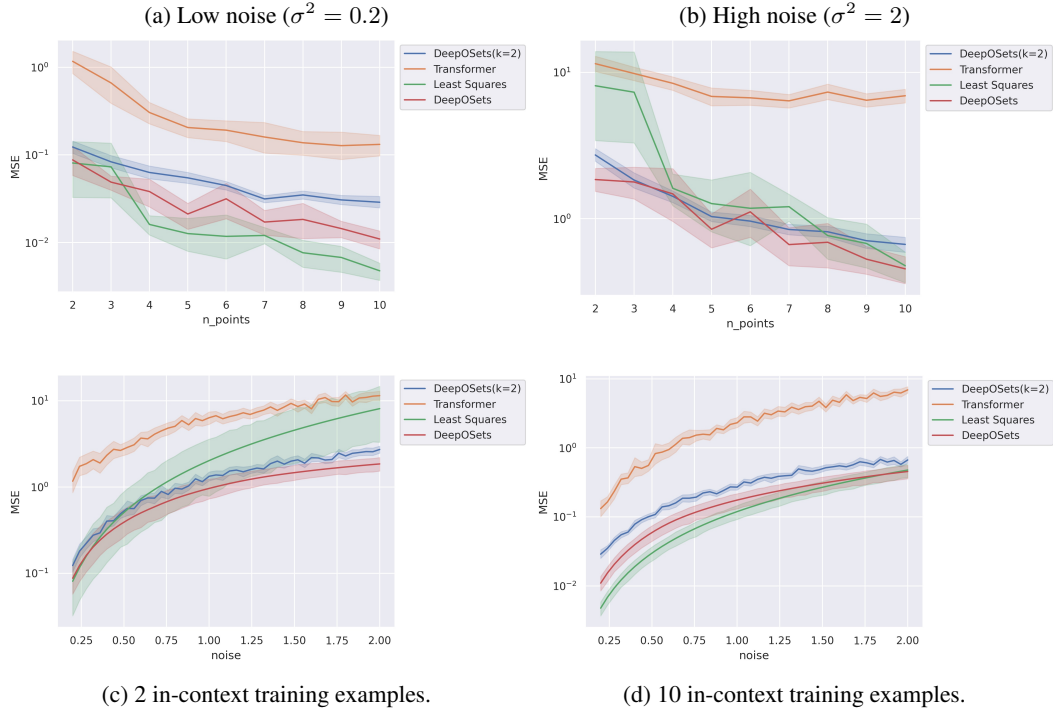 (a) Low noise (σ² = 0.2)
(b) High noise (σ² = 2)
10⁰
10⁻¹
10⁻²
MSE
2 3 4 5 6 7 8 9 10
n_points
DeepOSets(k=2)
Transformer
Least Squares
DeepOSets
10¹
10⁰
MSE
2 3 4 5 6 7 8 9 10
n_points
DeepOSets(k=2)
Transformer
Least Squares
DeepOSets
10¹
10⁰
10⁻¹
MSE
0.25 0.50 0.75 1.00 1.25 1.50 1.75 2.00
noise
DeepOSets(k=2)
Transformer
Least Squares
DeepOSets
10¹
10⁰
10⁻¹
10⁻²
MSE
0.25 0.50 0.75 1.00 1.25 1.50 1.75 2.00
noise
DeepOSets(k=2)
Transformer
Least Squares
DeepOSets
(c) 2 in-context training examples.
(d) 10 in-context training examples.